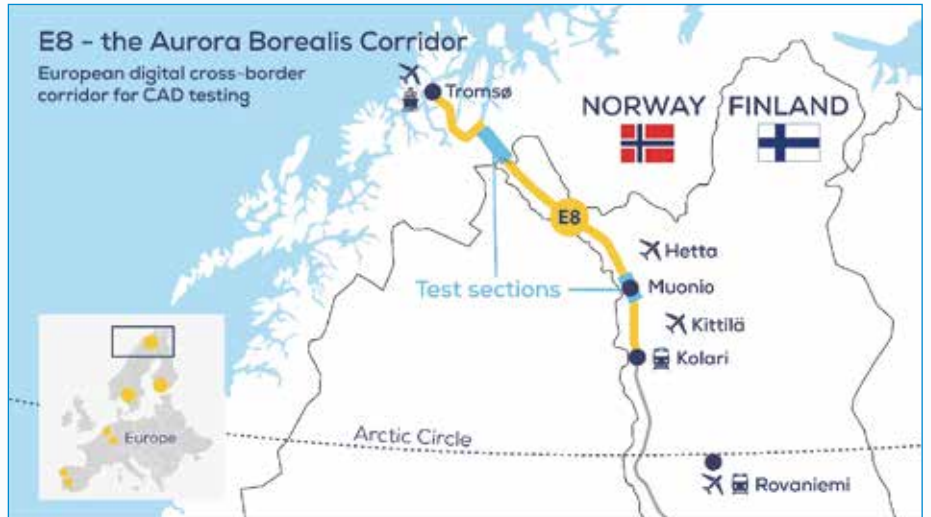 E8 – the Aurora Borealis Corridor
European digital cross-border
corridor for CAD testing
Tromsø
NORWAY
FINLAND
E8
Hetta
Test sections
Muonio
Kittilä
Kolari
Europe
Arctic Circle
Rovaniemi